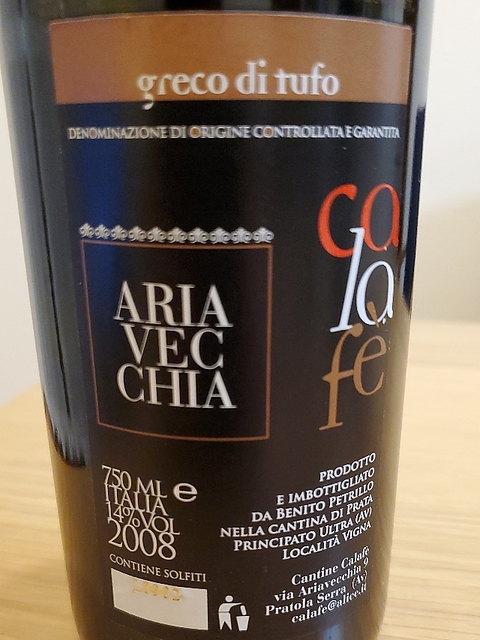 greco di tufo
DENOMINAZIONE DI ORIGINE CONTROLLATA E GARANTITA
ca
la
fè
ARIA
VEC
CHIA
750 ML e
ITALIA
14% VOL
2008
CONTIENE SOLFITI
PRODOTTO
E IMBOTTIGLIATO
DA BENITO PETRILLO
NELLA CANTINA DI PRATA
PRINCIPATO ULTRA (AV)
LOCALITÀ VIGNA
Cantine Calafè
via Ariavecchia 9
Pratola Serra (Av)
calafe@alice.it